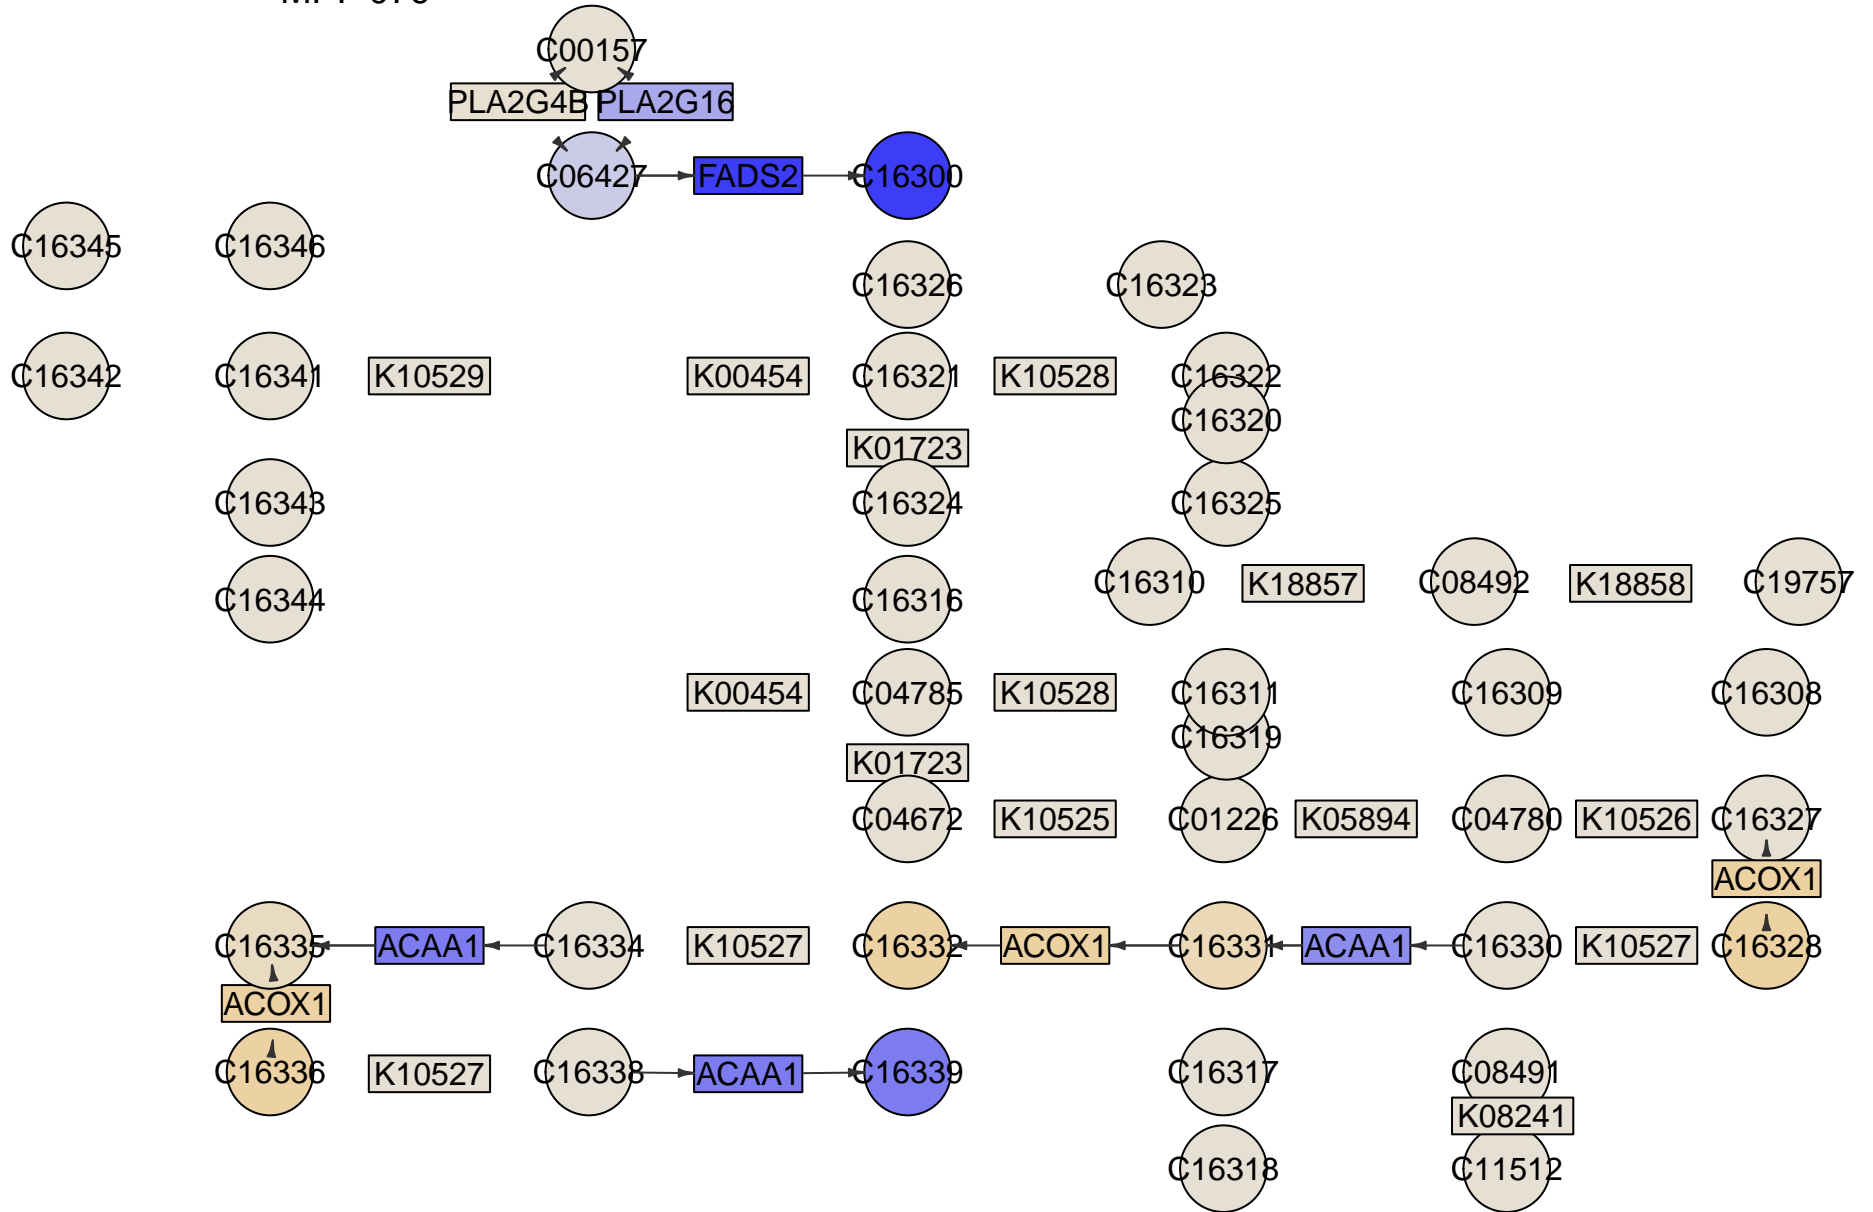 C00157
PLA2G4B PLA2G16
C06427 FADS2 C16300
C16345 C16346
C16326 C16323
C16342 C16341 K10529 K00454 C16321 K10528 C16322
C16320
K01723
C16343 C16324 C16325
C16310 K18857 C08492 K18858 C19757
C16344 C16316
K00454 C04785 K10528 C16311 C16309 C16308
C16319
K01723
C04672 K10525 C01226 K05894 C04780 K10526 C16327
ACOX1
C16335 ACAA1 C16334 K10527 C16332 ACOX1 C16331 ACAA1 C16330 K10527 C16328
ACOX1
C16336 K10527 C16338 ACAA1 C16339 C16317 C08491
K08241
C16318 C11512